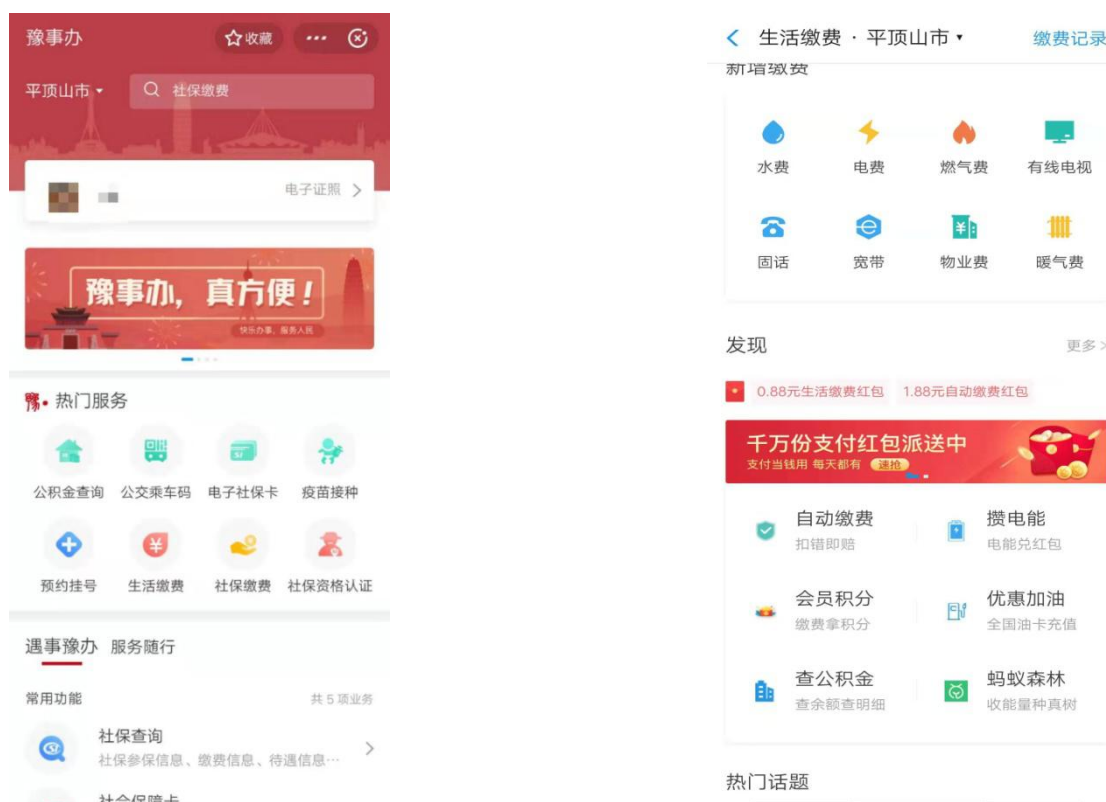 豫事办
收藏
平顶山市
社保缴费
电子证照
豫事办，真方便！
快乐办事、服务人民
豫
热门服务
公积金查询 公交乘车码 电子社保卡 疫苗接种
预约挂号 生活缴费 社保缴费 社保资格认证
遇事豫办 服务随行
常用功能 共 5 项业务
社保查询
社保参保信息、缴费信息、待遇信息…
社会保障卡
生活缴费 · 平顶山市 缴费记录
新增缴费
水费 电费 燃气费 有线电视
固话 宽带 物业费 暖气费
发现 更多
0.88元生活缴费红包 1.88元自动缴费红包
千万份支付红包派送中
支付当钱用 每天都有 速抢
自动缴费 攒电能
扣错即赔 电能兑红包
会员积分 优惠加油
缴费拿积分 全国油卡充值
查公积金 蚂蚁森林
查余额查明细 收能量种真树
热门话题